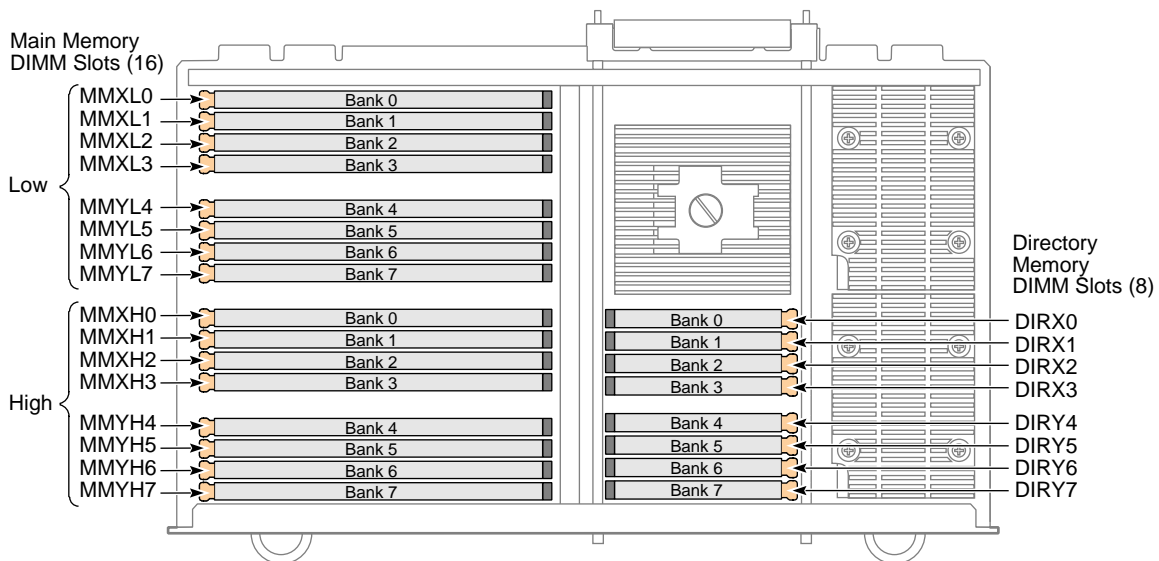 Main Memory
DIMM Slots (16)
MMXL0
MMXL1
MMXL2
MMXL3
Low
MMYL4
MMYL5
MMYL6
MMYL7
MMXH0
MMXH1
MMXH2
MMXH3
High
MMYH4
MMYH5
MMYH6
MMYH7
Bank 0
Bank 1
Bank 2
Bank 3
Bank 4
Bank 5
Bank 6
Bank 7
Bank 0
Bank 1
Bank 2
Bank 3
Bank 4
Bank 5
Bank 6
Bank 7
Bank 0
Bank 1
Bank 2
Bank 3
Bank 4
Bank 5
Bank 6
Bank 7
Directory
Memory
DIMM Slots (8)
DIRX0
DIRX1
DIRX2
DIRX3
DIRY4
DIRY5
DIRY6
DIRY7